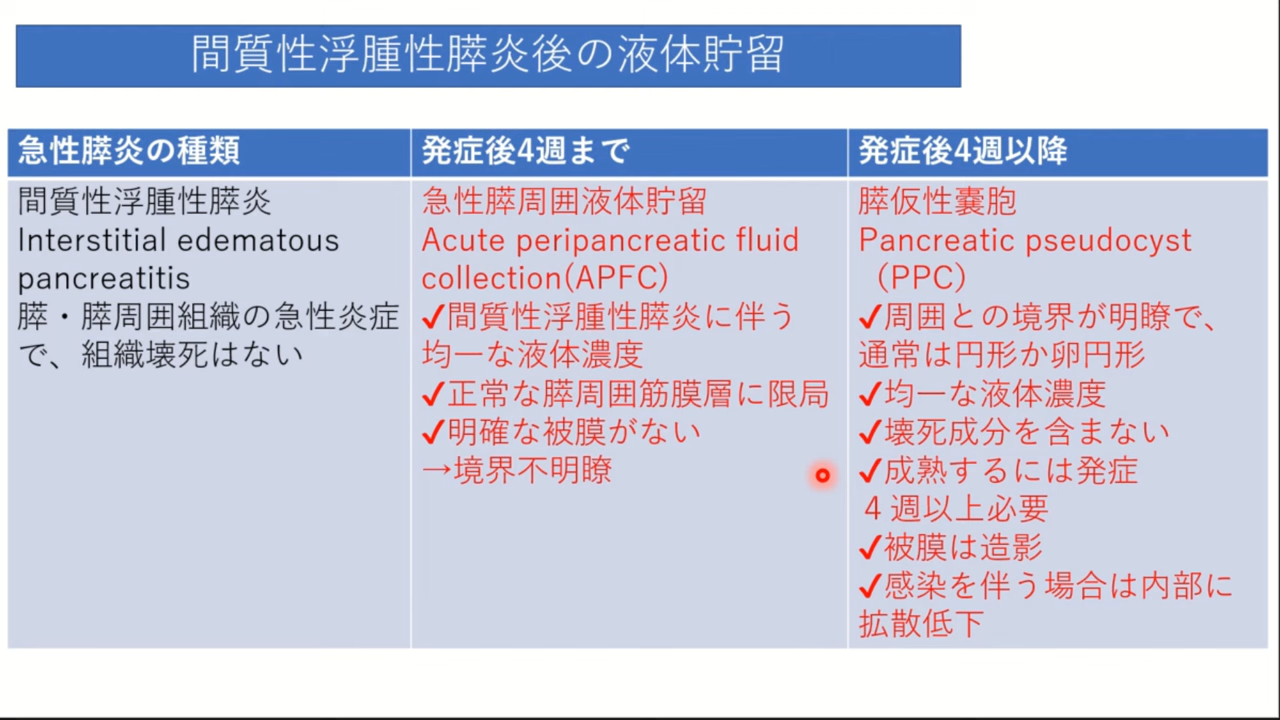 間質性浮腫性膵炎後の液体貯留
急性膵炎の種類
間質性浮腫性膵炎
Interstitial edematous
pancreatitis
膵・膵周囲組織の急性炎症
で、組織壊死はない
発症後4週まで
急性膵周囲液体貯留
Acute peripancreatic fluid
collection(APFC)
✓間質性浮腫性膵炎に伴う
均一な液体濃度
✓正常な膵周囲筋膜層に限局
✓明確な被膜がない
→境界不明瞭
発症後4週以降
膵仮性嚢胞
Pancreatic pseudocyst
（PPC）
✓周囲との境界が明瞭で、
通常は円形か卵円形
✓均一な液体濃度
✓壊死成分を含まない
✓成熟するには発症
４週以上必要
✓被膜は造影
✓感染を伴う場合は内部に
拡散低下